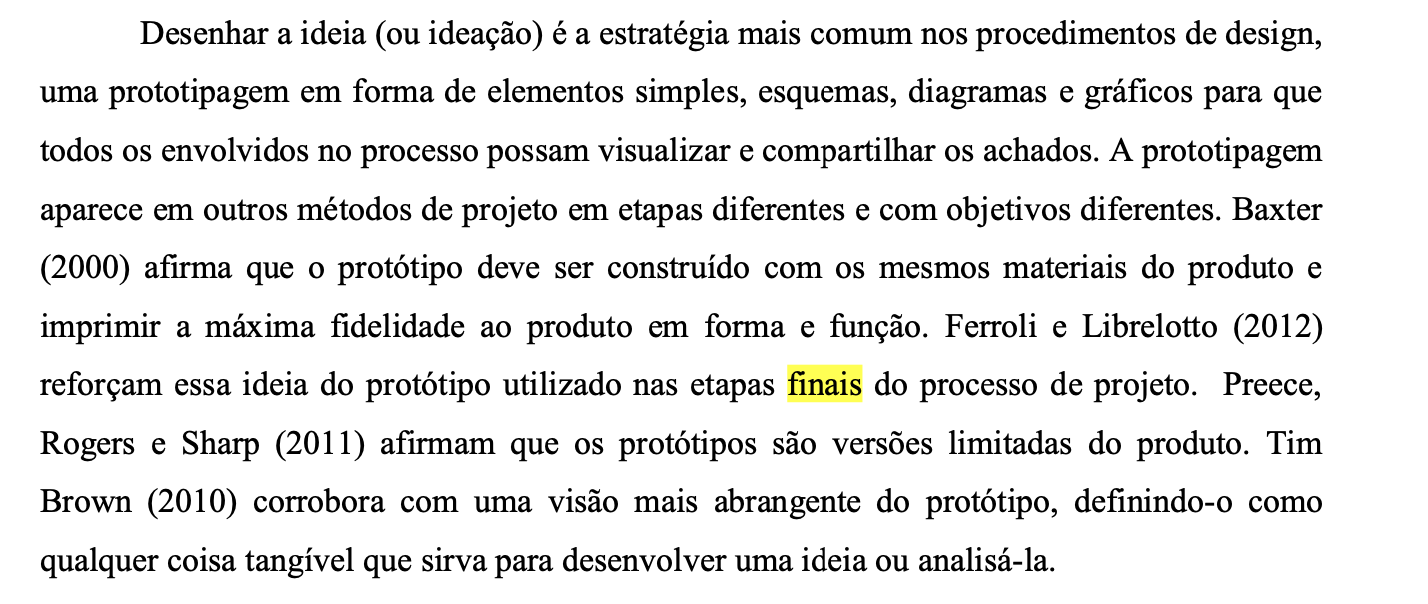 Desenhar a ideia (ou ideação) é a estratégia mais comum nos procedimentos de design,
uma prototipagem em forma de elementos simples, esquemas, diagramas e gráficos para que
todos os envolvidos no processo possam visualizar e compartilhar os achados. A prototipagem
aparece em outros métodos de projeto em etapas diferentes e com objetivos diferentes. Baxter
(2000) afirma que o protótipo deve ser construído com os mesmos materiais do produto e
imprimir a máxima fidelidade ao produto em forma e função. Ferroli e Librelotto (2012)
reforçam essa ideia do protótipo utilizado nas etapas finais do processo de projeto.  Preece,
Rogers e Sharp (2011) afirmam que os protótipos são versões limitadas do produto. Tim
Brown (2010) corrobora com uma visão mais abrangente do protótipo, definindo-o como
qualquer coisa tangível que sirva para desenvolver uma ideia ou analisá-la.